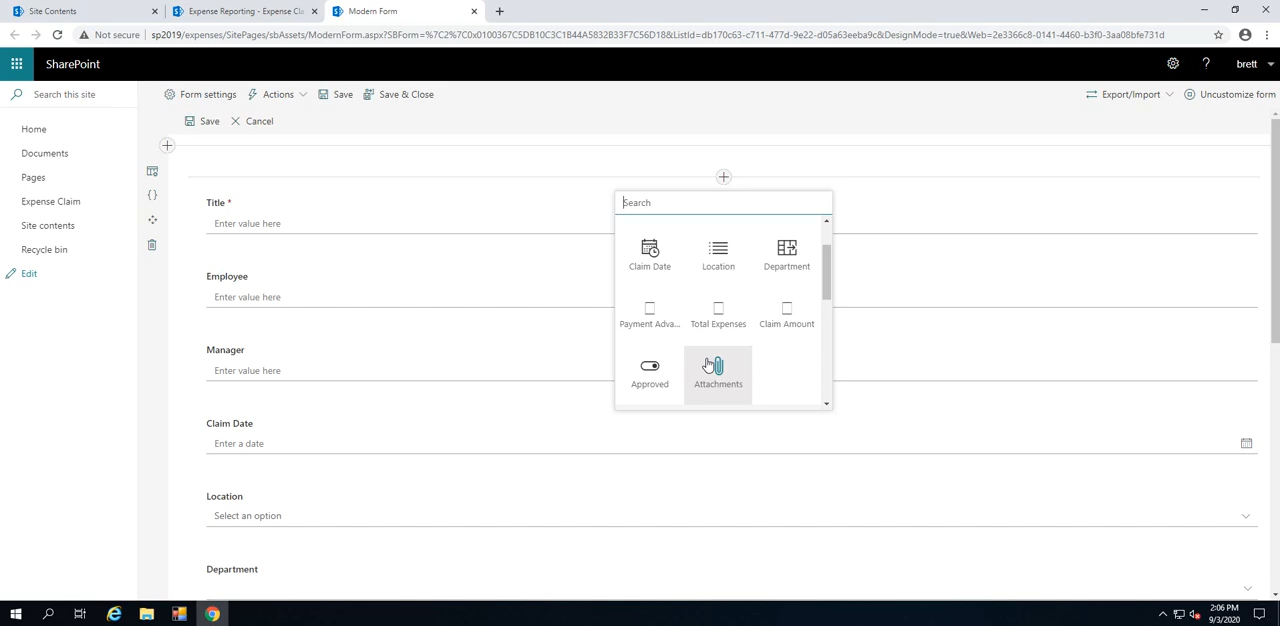 Site Contents
Expense Reporting - Expense Cla
Modern Form
Not secure
sp2019/expenses/SitePages/sbAssets/ModernForm.aspx?SBForm=%7C2%7C0x0100367C5DB10C3C1B44A5832B33F7C56D18&ListId=db170c63-c711-477d-9e22-d05a63eeba9c&DesignMode=true&Web=2e3366c8-0141-4460-b3f0-3aa08bfe731d
SharePoint
brett
Search this site
Form settings
Actions
Save
Save & Close
Export/Import
Uncustomize form
Save
Cancel
Home
Documents
Pages
Expense Claim
Site contents
Recycle bin
Edit
Title *
Enter value here
Employee
Enter value here
Manager
Enter value here
Claim Date
Enter a date
Location
Select an option
Department
Search
Claim Date
Location
Department
Payment Adva...
Total Expenses
Claim Amount
Approved
Attachments
2:06 PM
9/3/2020